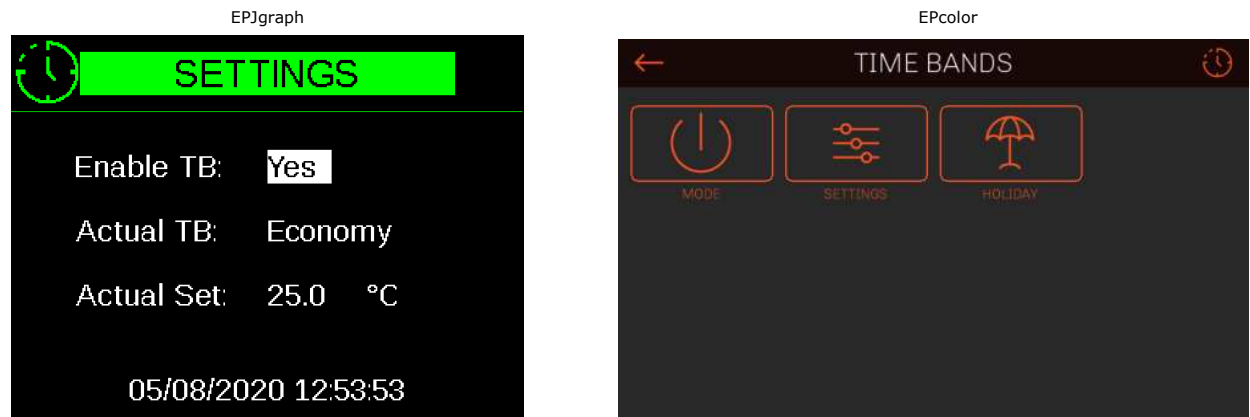 EPJgraph
SETTINGS
Enable TB: Yes
Actual TB: Economy
Actual Set: 25.0 °C
05/08/2020 12:53:53
EPcolor
TIME BANDS
MODE SETTINGS HOLIDAY